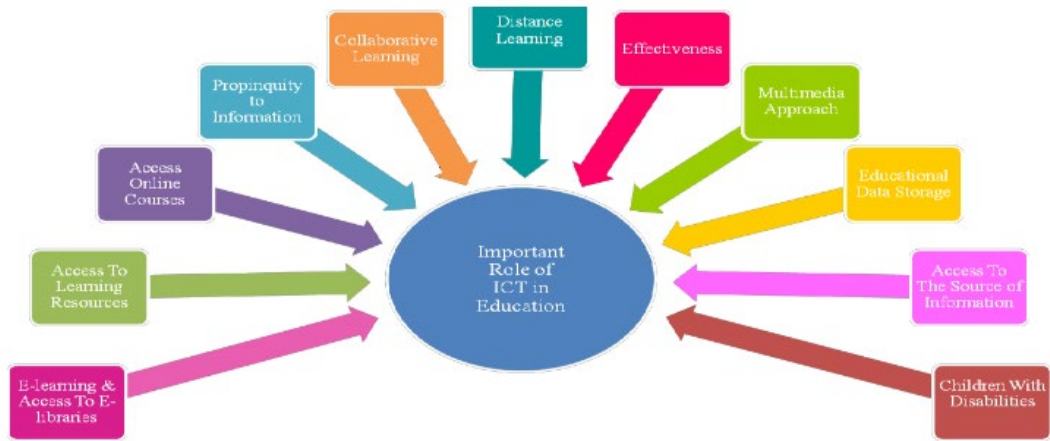 Distance
Learning
Collaborative
Learning
Effectiveness
Propinquity
to
Information
Multimedia
Approach
Access
Online
Courses
Educational
Data Storage
Important
Role of
ICT in
Education
Access To
Learning
Resources
Access To
The Source of
Information
E-learning &
Access To E-
libraries
Children With
Disabilities